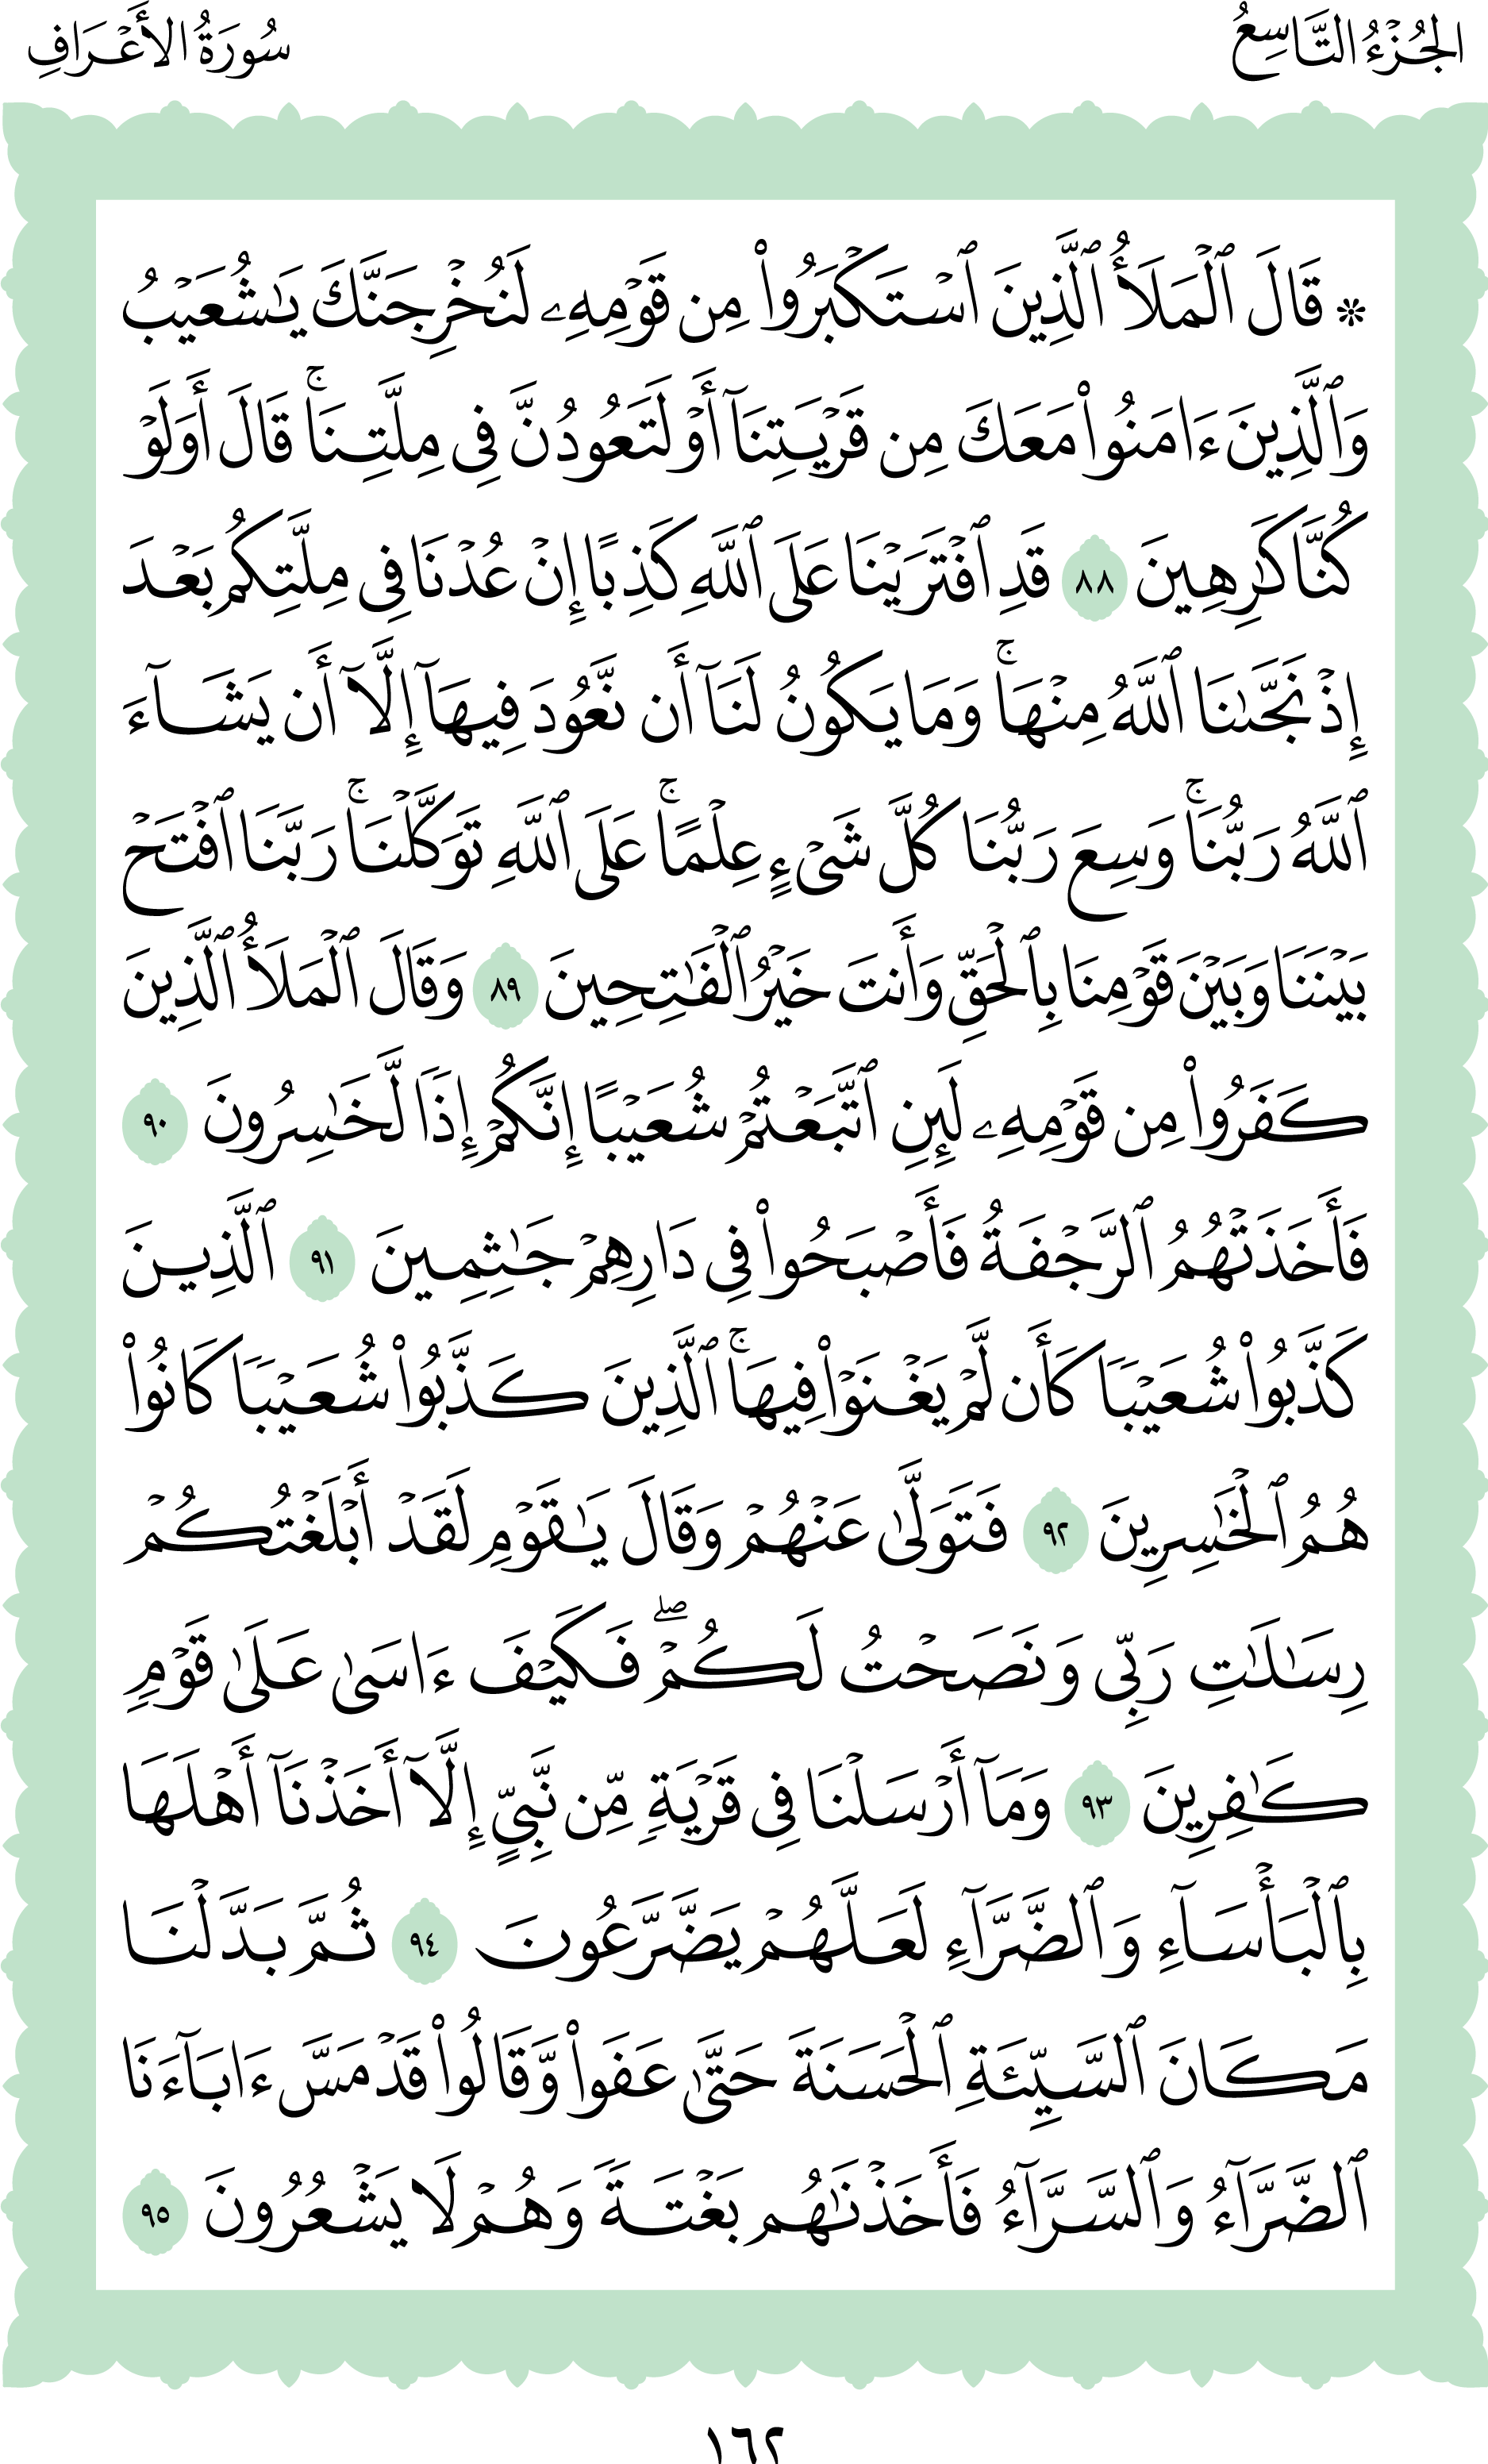 الجُزْءُ التَّاسِعُ
سُورَةُ الأَعْرَافِ
۞ قَالَ ٱلۡمَلَأُ ٱلَّذِينَ ٱسۡتَكۡبَرُواْ مِن قَوۡمِهِۦ لَنُخۡرِجَنَّكَ يَٰشُعَيۡبُ
وَٱلَّذِينَ ءَامَنُواْ مَعَكَ مِن قَرۡيَتِنَآ أَوۡ لَتَعُودُنَّ فِي مِلَّتِنَاۚ قَالَ أَوَلَوۡ
كُنَّا كَٰرِهِينَ ٨٨ قَدِ ٱفۡتَرَيۡنَا عَلَى ٱللَّهِ كَذِبًا إِنۡ عُدۡنَا فِي مِلَّتِكُم بَعۡدَ
إِذۡ نَجَّىٰنَا ٱللَّهُ مِنۡهَاۚ وَمَا يَكُونُ لَنَآ أَن نَّعُودَ فِيهَآ إِلَّآ أَن يَشَآءَ
ٱللَّهُ رَبُّنَاۚ وَسِعَ رَبُّنَا كُلَّ شَيۡءٍ عِلۡمًاۚ عَلَى ٱللَّهِ تَوَكَّلۡنَاۚ رَبَّنَا ٱفۡتَحۡ
بَيۡنَنَا وَبَيۡنَ قَوۡمِنَا بِٱلۡحَقِّ وَأَنتَ خَيۡرُ ٱلۡفَٰتِحِينَ ٨٩ وَقَالَ ٱلۡمَلَأُ ٱلَّذِينَ
كَفَرُواْ مِن قَوۡمِهِۦ لَئِنِ ٱتَّبَعۡتُمۡ شُعَيۡبًا إِنَّكُمۡ إِذٗا لَّخَٰسِرُونَ ٩٠
فَأَخَذَتۡهُمُ ٱلرَّجۡفَةُ فَأَصۡبَحُواْ فِي دَارِهِمۡ جَٰثِمِينَ ٩١ ٱلَّذِينَ
كَذَّبُواْ شُعَيۡبٗا كَأَن لَّمۡ يَغۡنَوۡاْ فِيهَاۚ ٱلَّذِينَ كَذَّبُواْ شُعَيۡبٗا كَانُواْ
هُمُ ٱلۡخَٰسِرِينَ ٩٢ فَتَوَلَّىٰ عَنۡهُمۡ وَقَالَ يَٰقَوۡمِ لَقَدۡ أَبۡلَغۡتُكُمۡ
رِسَٰلَٰتِ رَبِّي وَنَصَحۡتُ لَكُمۡۖ فَكَيۡفَ ءَاسَىٰ عَلَىٰ قَوۡمٖ
كَٰفِرِينَ ٩٣ وَمَآ أَرۡسَلۡنَا فِي قَرۡيَةٖ مِّن نَّبِيٍّ إِلَّآ أَخَذۡنَآ أَهۡلَهَا
بِٱلۡبَأۡسَآءِ وَٱلضَّرَّآءِ لَعَلَّهُمۡ يَضَّرَّعُونَ ٩٤ ثُمَّ بَدَّلۡنَا
مَكَانَ ٱلسَّيِّئَةِ ٱلۡحَسَنَةَ حَتَّىٰ عَفَواْ وَّقَالُواْ قَدۡ مَسَّ ءَابَآءَنَا
ٱلضَّرَّآءُ وَٱلسَّرَّآءُ فَأَخَذۡنَٰهُم بَغۡتَةٗ وَهُمۡ لَا يَشۡعُرُونَ ٩٥
١٦٢